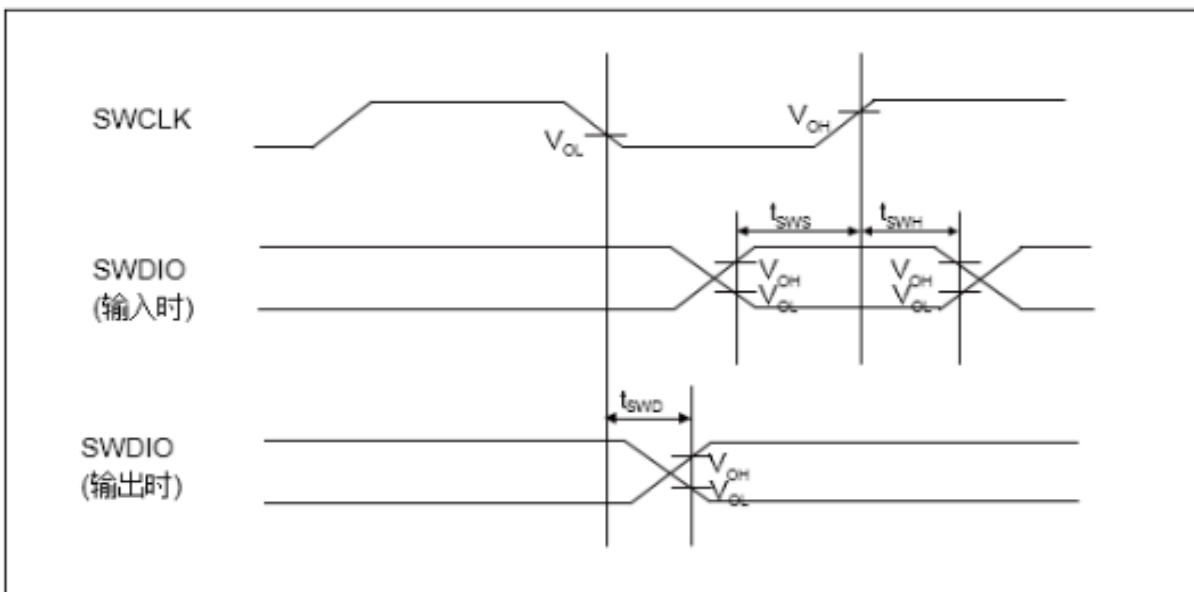 SWCLK
VOL
VOH
tSWS
tSWH
SWDIO
(输入时)
VOH
VOL
VOH
VOL
tSWD
SWDIO
(输出时)
VOH
VOL